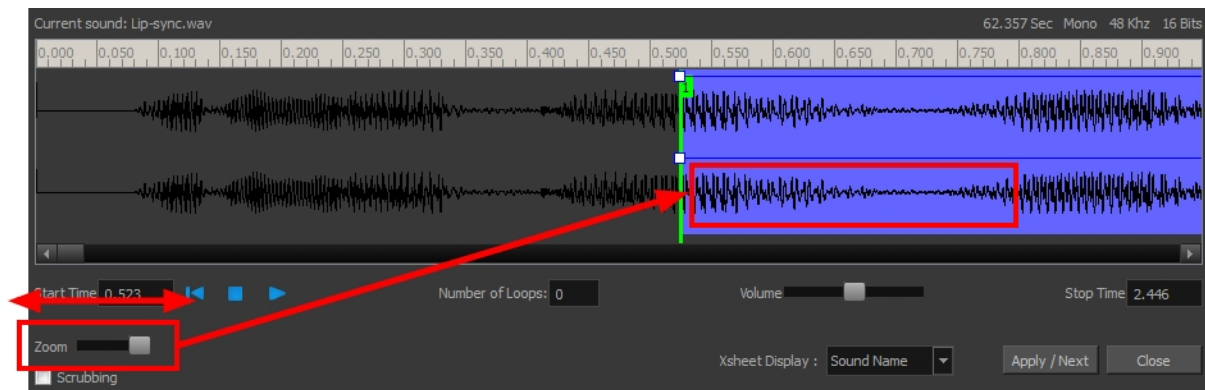 Current sound: Lip-sync.wav 62.357 Sec Mono 48 Khz 16 Bits
0.000 0.050 0.100 0.150 0.200 0.250 0.300 0.350 0.400 0.450 0.500 0.550 0.600 0.650 0.700 0.750 0.800 0.850 0.900
1
Start Time 0.523 Number of Loops: 0 Volume Stop Time 2.446
Zoom
Xsheet Display : Sound Name Apply / Next Close
Scrubbing